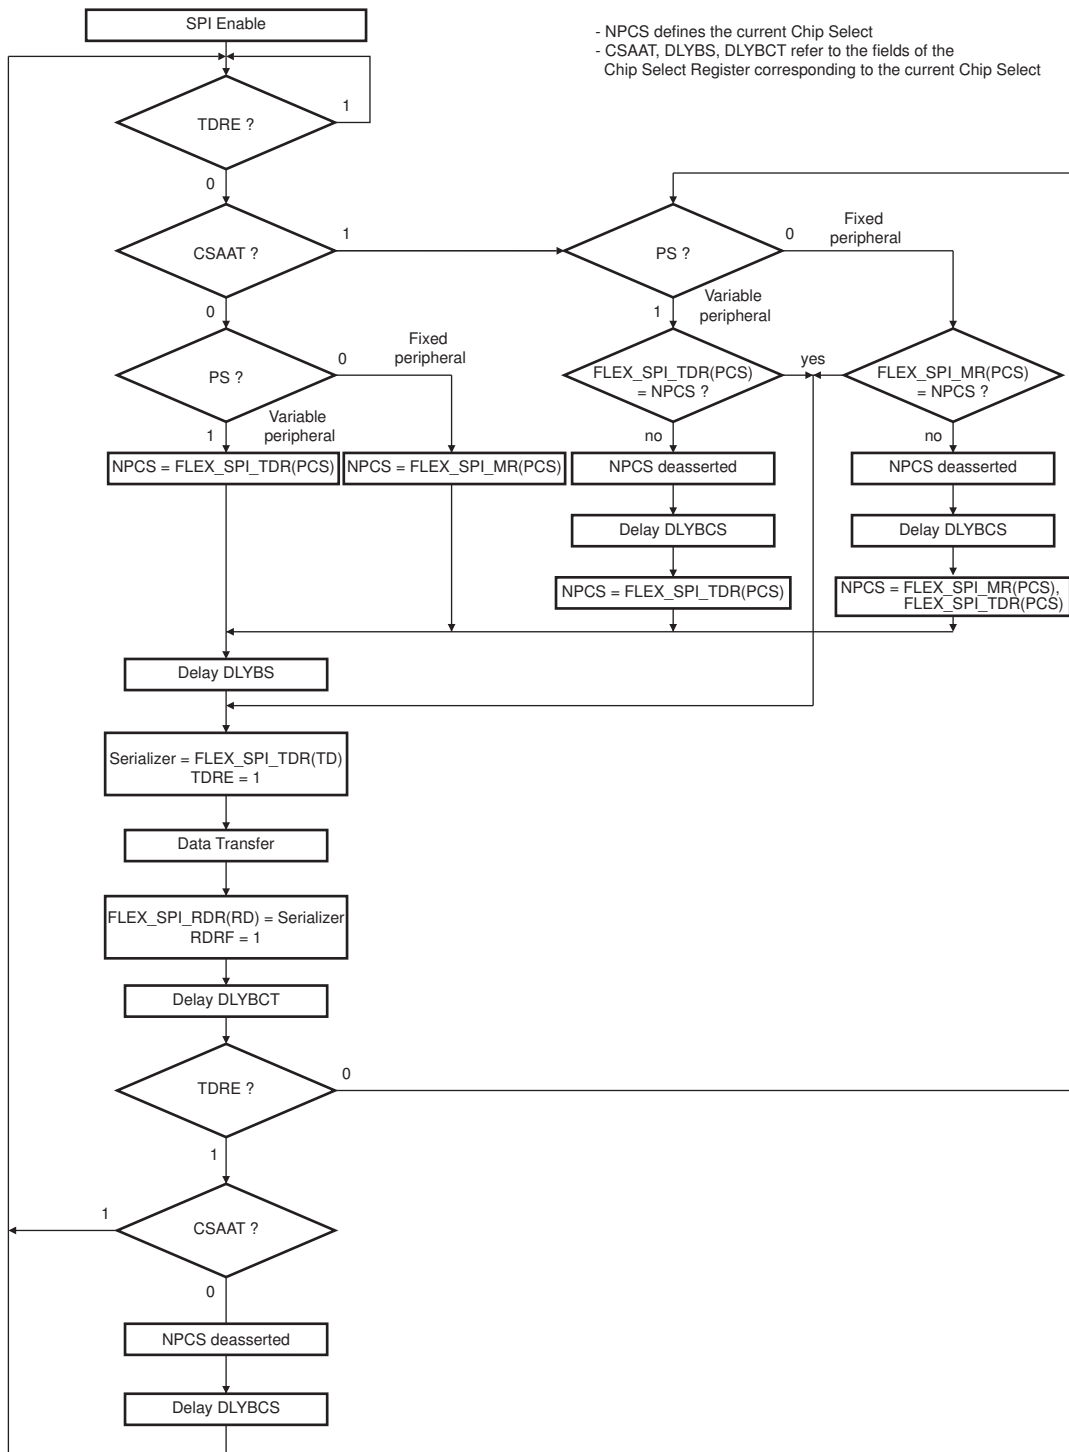 SPI Enable
- NPCS defines the current Chip Select
- CSAAT, DLYBS, DLYBCT refer to the fields of the
Chip Select Register corresponding to the current Chip Select
TDRE ?
1
0
CSAAT ?
1
0
PS ?
0
Fixed
peripheral
1
Variable
peripheral
PS ?
0
Fixed
peripheral
1
Variable
peripheral
FLEX_SPI_TDR(PCS)
= NPCS ?
yes
FLEX_SPI_MR(PCS)
= NPCS ?
no
no
NPCS = FLEX_SPI_TDR(PCS)
NPCS = FLEX_SPI_MR(PCS)
NPCS deasserted
NPCS deasserted
Delay DLYBCS
Delay DLYBCS
NPCS = FLEX_SPI_TDR(PCS)
NPCS = FLEX_SPI_MR(PCS),
FLEX_SPI_TDR(PCS)
Delay DLYBS
Serializer = FLEX_SPI_TDR(TD)
TDRE = 1
Data Transfer
FLEX_SPI_RDR(RD) = Serializer
RDRF = 1
Delay DLYBCT
TDRE ?
0
1
CSAAT ?
1
0
NPCS deasserted
Delay DLYBCS